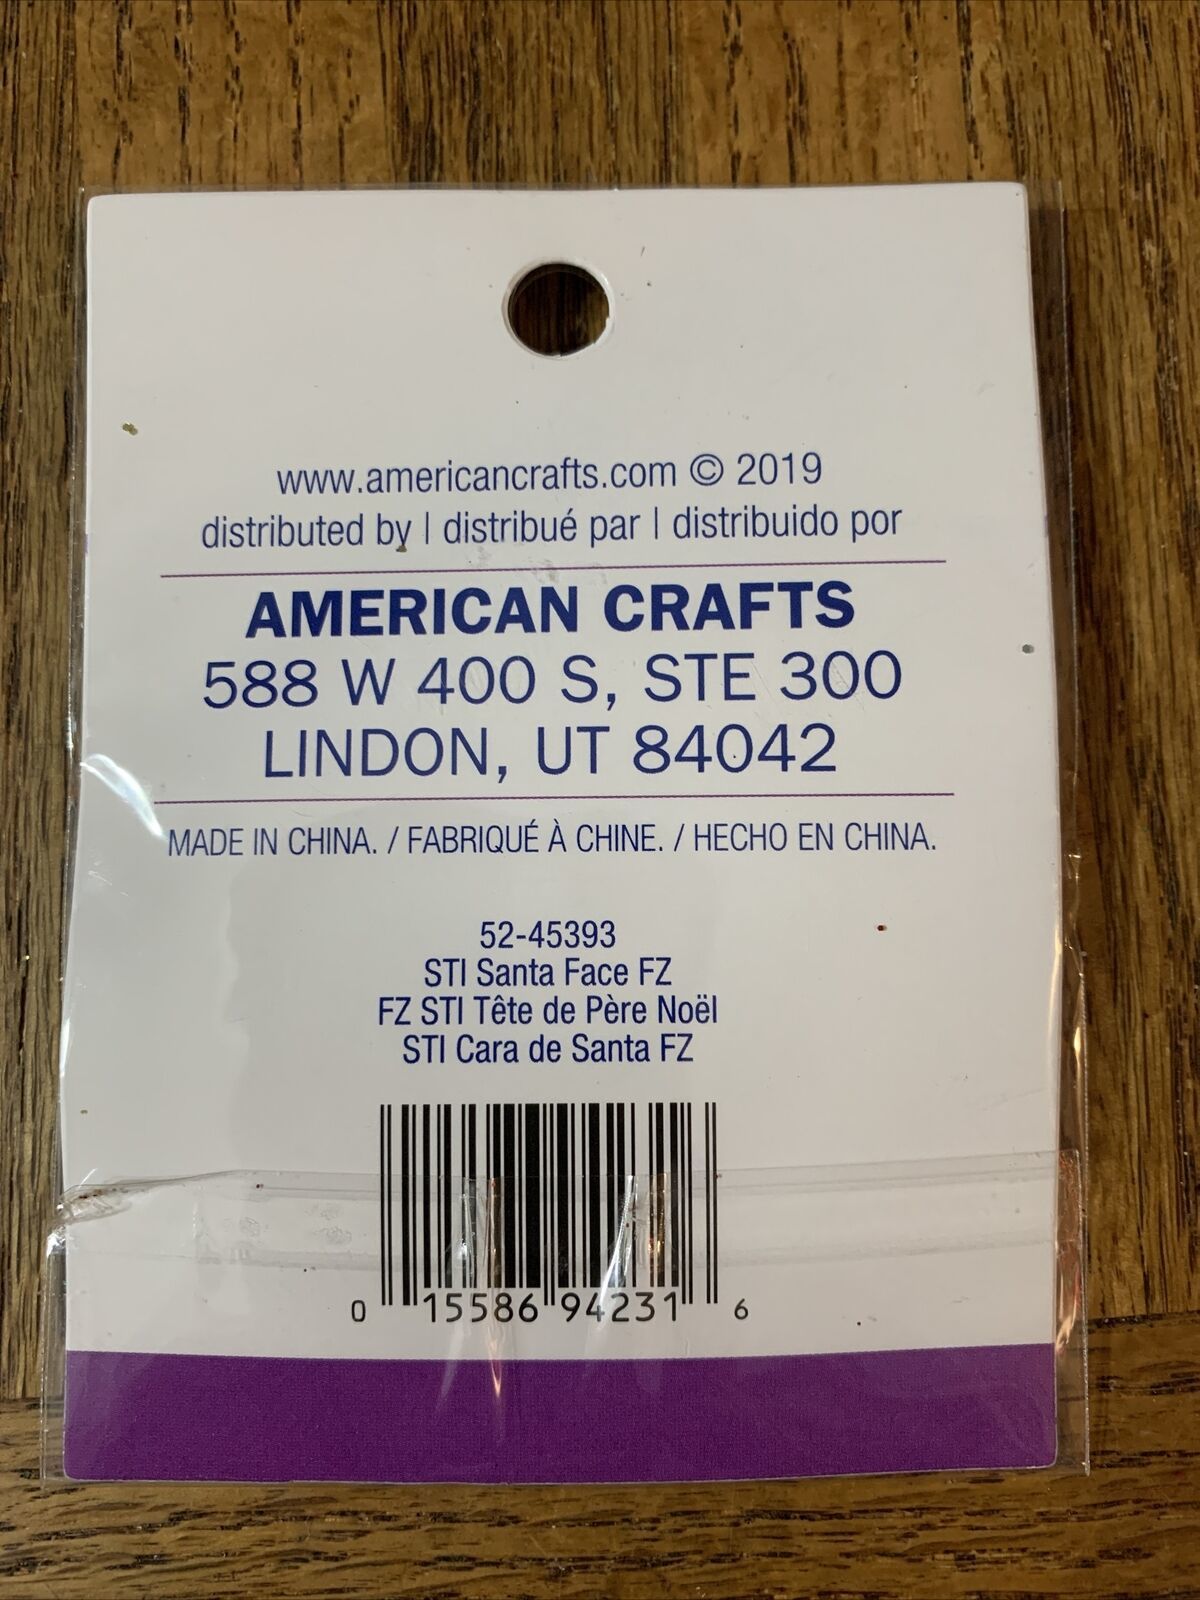 www.americancrafts.com © 2019
distributed by | distribué par | distribuido por
AMERICAN CRAFTS
588 W 400 S, STE 300
LINDON, UT 84042
MADE IN CHINA. / FABRIQUÉ À CHINE. / HECHO EN CHINA.
52-45393
STI Santa Face FZ
FZ STI Tête de Père Noël
STI Cara de Santa FZ
0 15586 94231 6